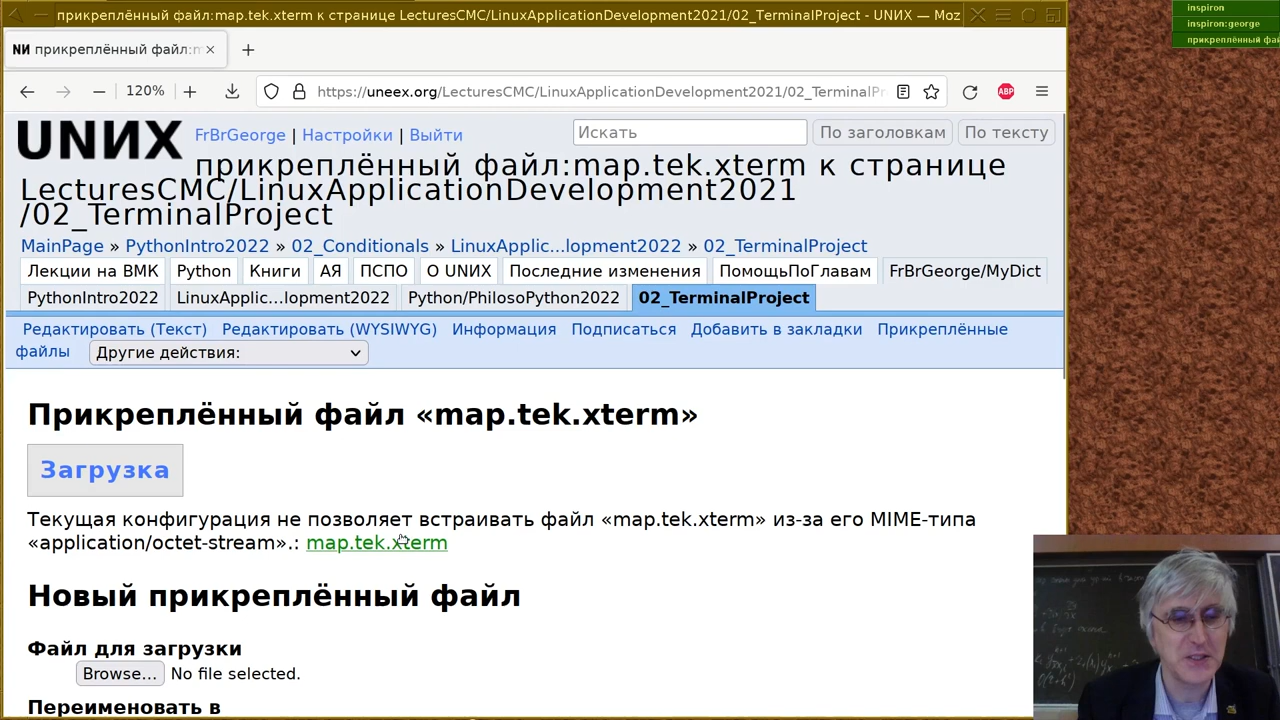 прикреплённый файл:map.tek.xterm к странице LecturesCMC/LinuxApplicationDevelopment2021/02_TerminalProject - UNИX — Moz
inspiron
inspiron:george
прикреплённый фай
NИ прикреплённый файл:m
120%
https://uneex.org/LecturesCMC/LinuxApplicationDevelopment2021/02_TerminalPr
ABP
UNИX
FrBrGeorge | Настройки | Выйти
Искать
По заголовкам
По тексту
прикреплённый файл:map.tek.xterm к странице
LecturesCMC/LinuxApplicationDevelopment2021
/02_TerminalProject
MainPage » PythonIntro2022 » 02_Conditionals » LinuxApplic...lopment2022 » 02_TerminalProject
Лекции на ВМК Python Книги АЯ ПСПО О UNIX Последние изменения ПомощьПоГлавам FrBrGeorge/MyDict
PythonIntro2022 LinuxApplic...lopment2022 Python/PhilosoPython2022 02_TerminalProject
Редактировать (Текст) Редактировать (WYSIWYG) Информация Подписаться Добавить в закладки Прикреплённые
файлы Другие действия:
Прикреплённый файл «map.tek.xterm»
Загрузка
Текущая конфигурация не позволяет встраивать файл «map.tek.xterm» из-за его MIME-типа
«application/octet-stream».: map.tek.xterm
Новый прикреплённый файл
Файл для загрузки
Browse... No file selected.
Переименовать в